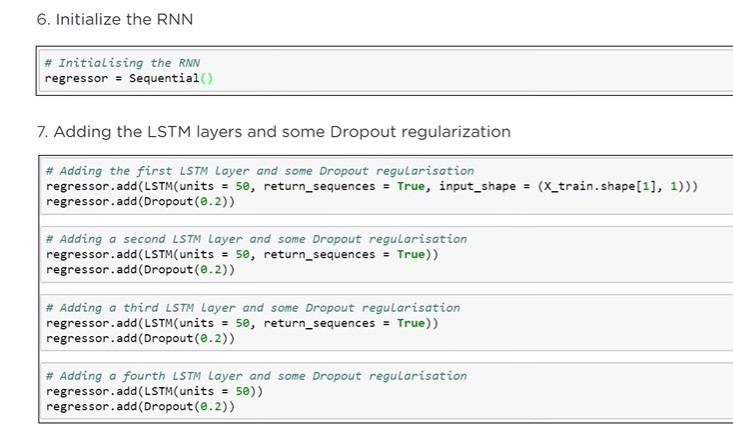 6. Initialize the RNN
# Initialising the RNN
regressor = Sequential()
7. Adding the LSTM layers and some Dropout regularization
# Adding the first LSTM layer and some Dropout regularisation
regressor.add(LSTM(units = 50, return_sequences = True, input_shape = (X_train.shape[1], 1)))
regressor.add(Dropout(0.2))
# Adding a second LSTM layer and some Dropout regularisation
regressor.add(LSTM(units = 50, return_sequences = True))
regressor.add(Dropout(0.2))
# Adding a third LSTM layer and some Dropout regularisation
regressor.add(LSTM(units = 50, return_sequences = True))
regressor.add(Dropout(0.2))
# Adding a fourth LSTM layer and some Dropout regularisation
regressor.add(LSTM(units = 50))
regressor.add(Dropout(0.2))